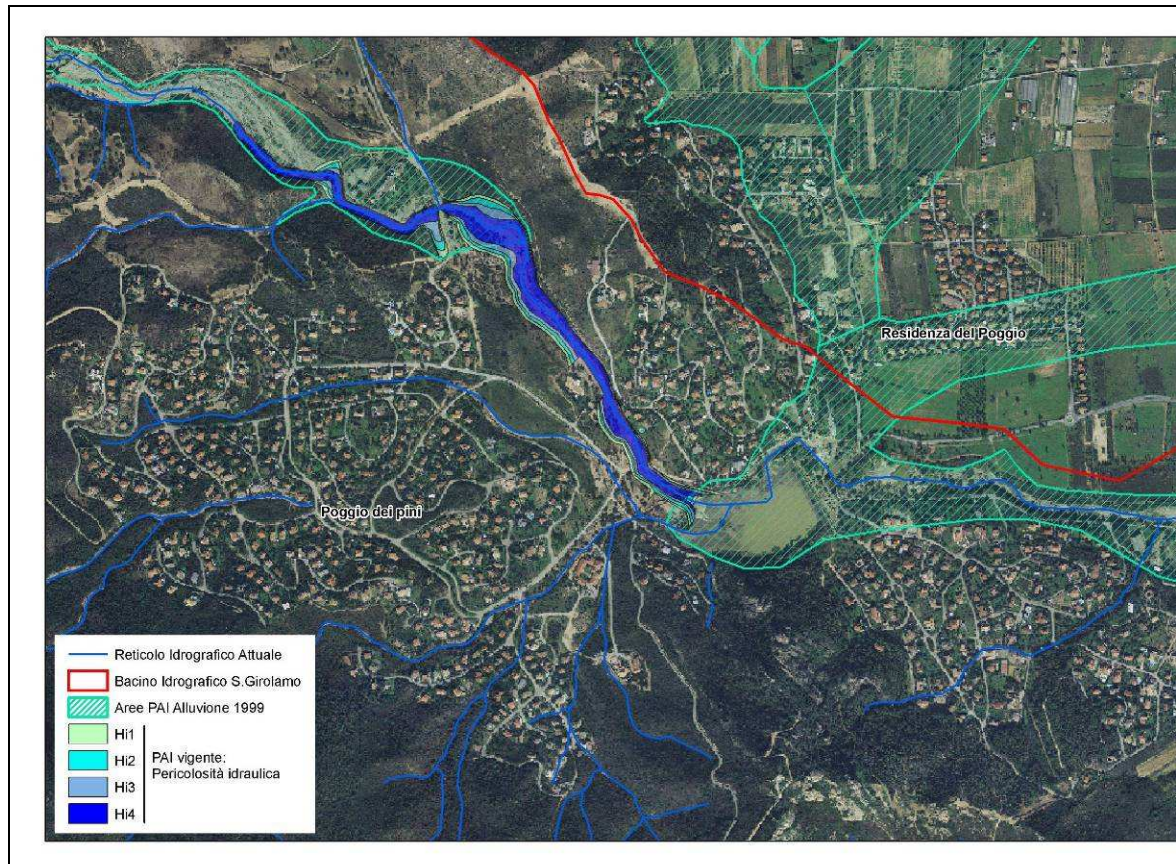 Residenza del Poggio
Poggio dei pini
Reticolo Idrografico Attuale
Bacino Idrografico S.Girolamo
Aree PAI Alluvione 1999
Hi1
Hi2
Hi3
Hi4
PAI vigente:
Pericolosità idraulica